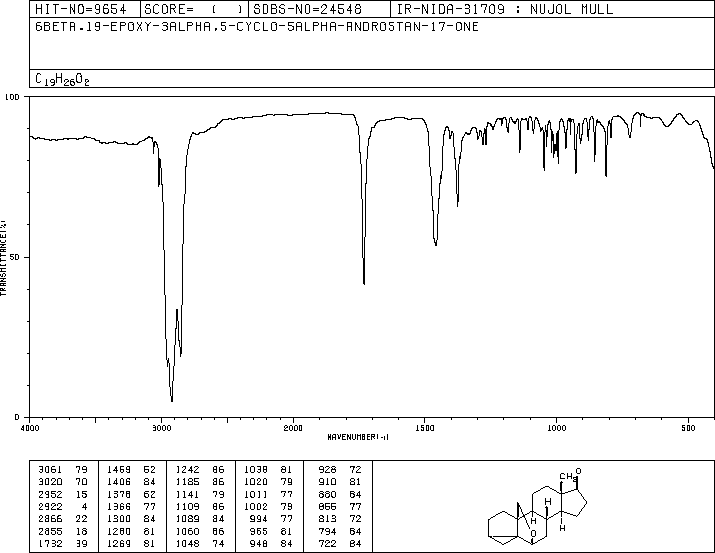 HIT-NO=9654 SCORE= ( ) SDBS-NO=24548 IR-NIDA-31709 : NUJOL MULL
6BETA,19-EPOXY-3ALPHA,5-CYCLO-5ALPHA-ANDROSTAN-17-ONE
C19H26O2
100
50
0
TRANSMITTANCE(%)
4000 3000 2000 1500 1000 500
WAVENUMBER(-1)
3061 79 1459 52 1242 86 1038 81 928 72
3020 70 1406 84 1185 86 1020 79 910 81
2952 15 1378 62 1141 79 1011 77 880 84
2922 4 1366 77 1109 86 1002 79 855 77
2866 22 1300 84 1089 84 994 77 813 72
2855 18 1280 81 1060 86 965 81 794 84
1732 39 1269 81 1048 74 948 84 722 84
O
CH3
H
H
H
H
O